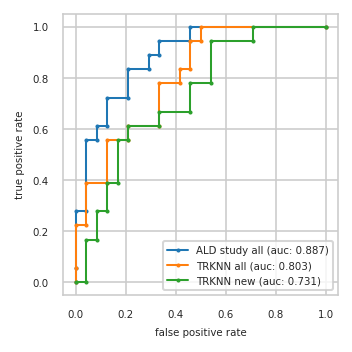 true positive rate
1.0
0.8
0.6
0.4
0.2
0.0
ALD study all (auc: 0.887)
TRKNN all (auc: 0.803)
TRKNN new (auc: 0.731)
0.0 0.2 0.4 0.6 0.8 1.0
false positive rate